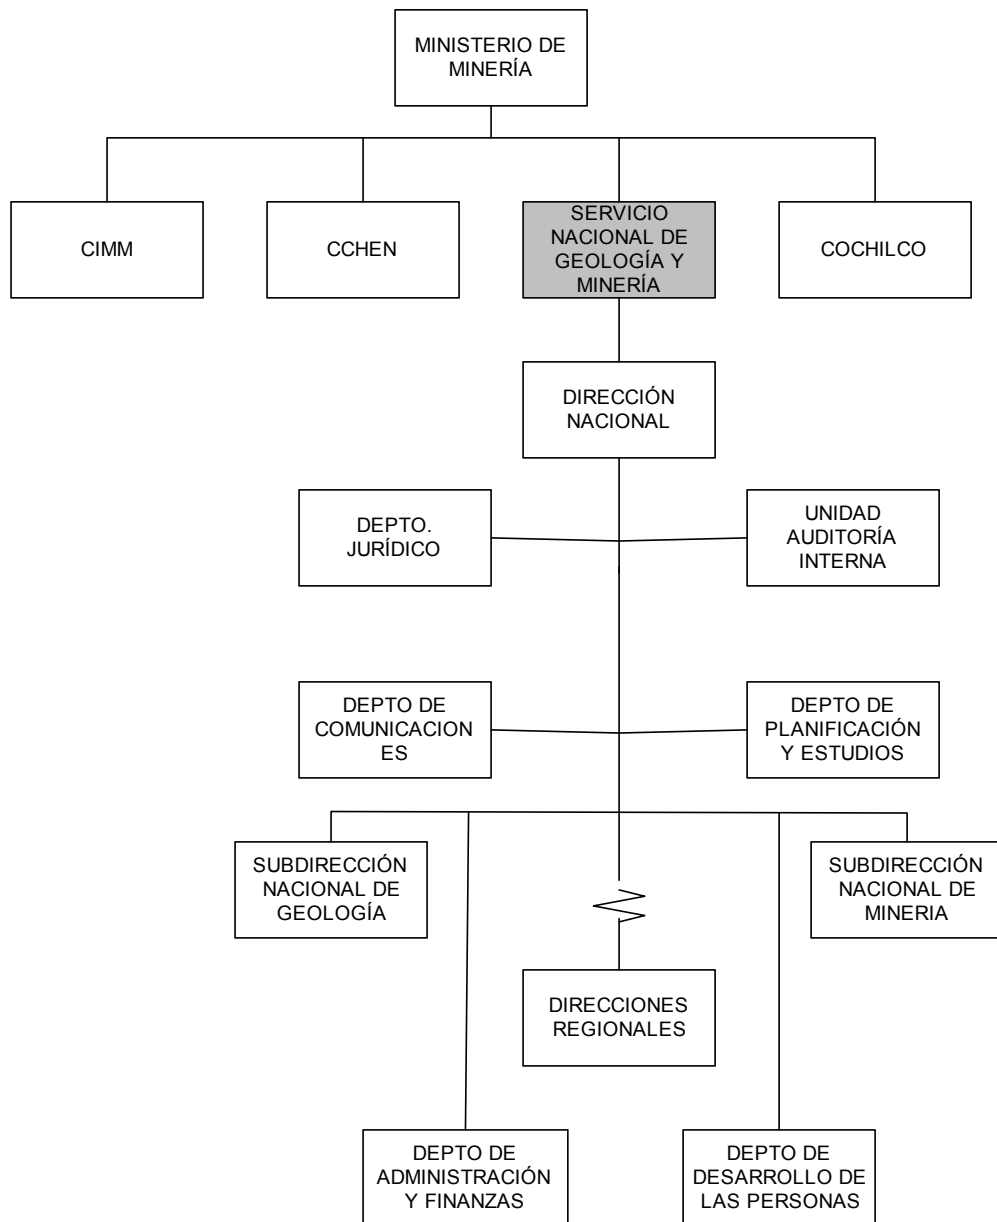 MINISTERIO DE
MINERÍA
CIMM
CCHEN
SERVICIO
NACIONAL DE
GEOLOGÍA Y
MINERÍA
COCHILCO
DIRECCIÓN
NACIONAL
DEPTO.
JURÍDICO
UNIDAD
AUDITORÍA
INTERNA
DEPTO DE
COMUNICACION
ES
DEPTO DE
PLANIFICACIÓN
Y ESTUDIOS
SUBDIRECCIÓN
NACIONAL DE
GEOLOGÍA
SUBDIRECCIÓN
NACIONAL DE
MINERIA
DIRECCIONES
REGIONALES
DEPTO DE
ADMINISTRACIÓN
Y FINANZAS
DEPTO DE
DESARROLLO DE
LAS PERSONAS